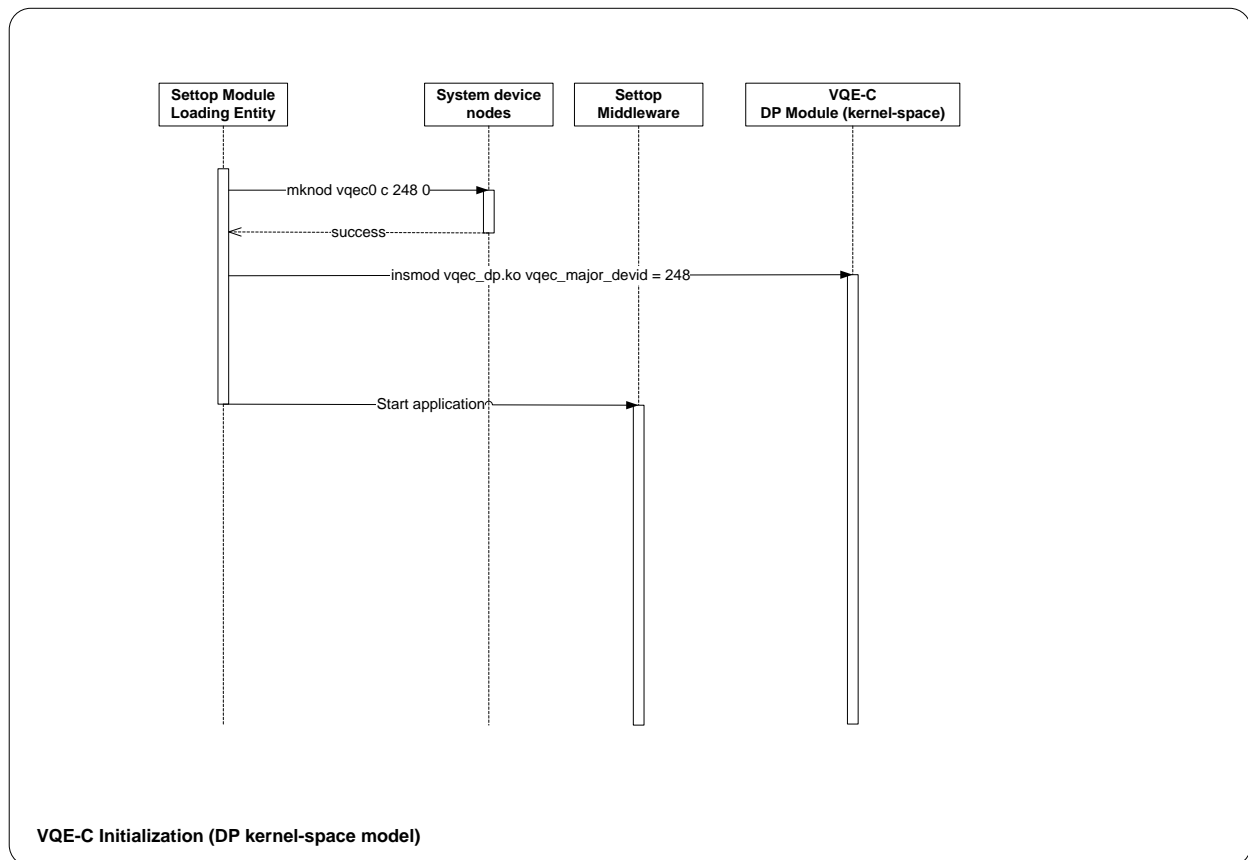 Settop Module
Loading Entity
System device
nodes
Settop
Middleware
VQE-C
DP Module (kernel-space)
mknod vqec0 c 248 0
success
insmod vqec_dp.ko vqec_major_devid = 248
Start application
VQE-C Initialization (DP kernel-space model)